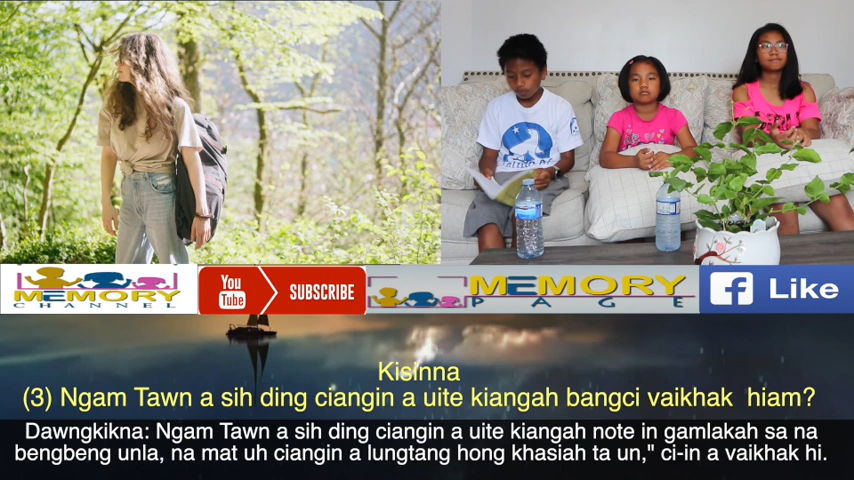 MEMORY
CHANNEL
You
Tube
SUBSCRIBE
MEMORY
PAGE
Like
Kisinna
(3) Ngam Tawn a sih ding ciangin a uite kiangah bangci vaikhak hiam?
Dawngkikna: Ngam Tawn a sih ding ciangin a uite kiangah note in gamlakah sa na
bengbeng unla, na mat uh ciangin a lungtang hong khasiah ta un," ci-in a vaikhak hi.